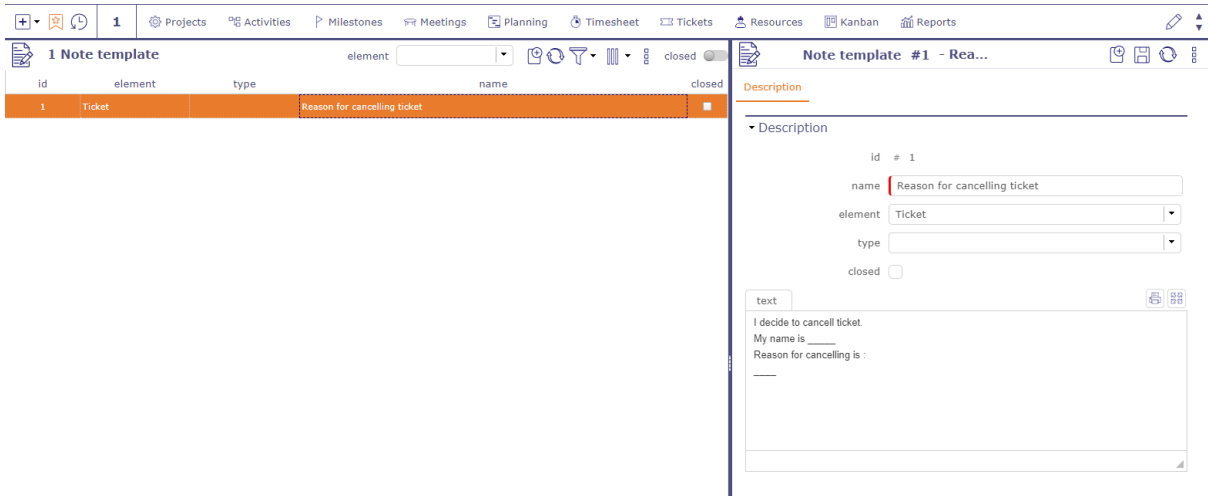 1 Projects Activities Milestones Meetings Planning Timesheet Tickets Resources Kanban Reports
1 Note template element closed
id element type name closed
1 Ticket Reason for cancelling ticket
Note template #1 - Rea...
Description
Description
id # 1
name Reason for cancelling ticket
element Ticket
type
closed
text
I decide to cancell ticket.
My name is _____
Reason for cancelling is :
____